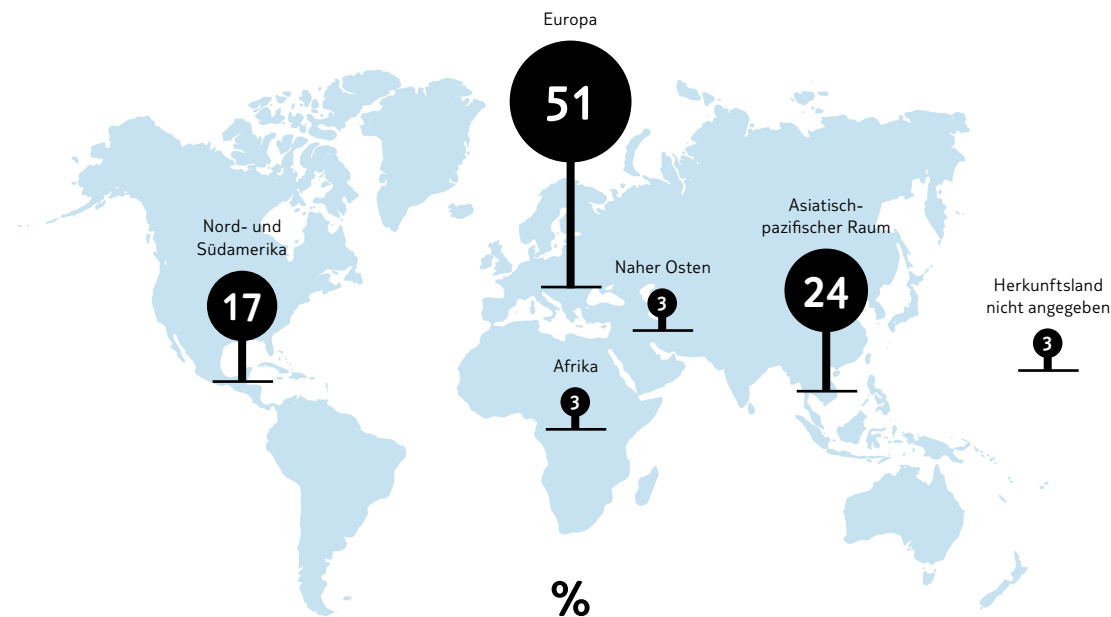 Europa
51
Nord- und
Südamerika
17
Naher Osten
3
Afrika
3
Asiatisch-
pazifischer Raum
24
Herkunftsland
nicht angegeben
3
%